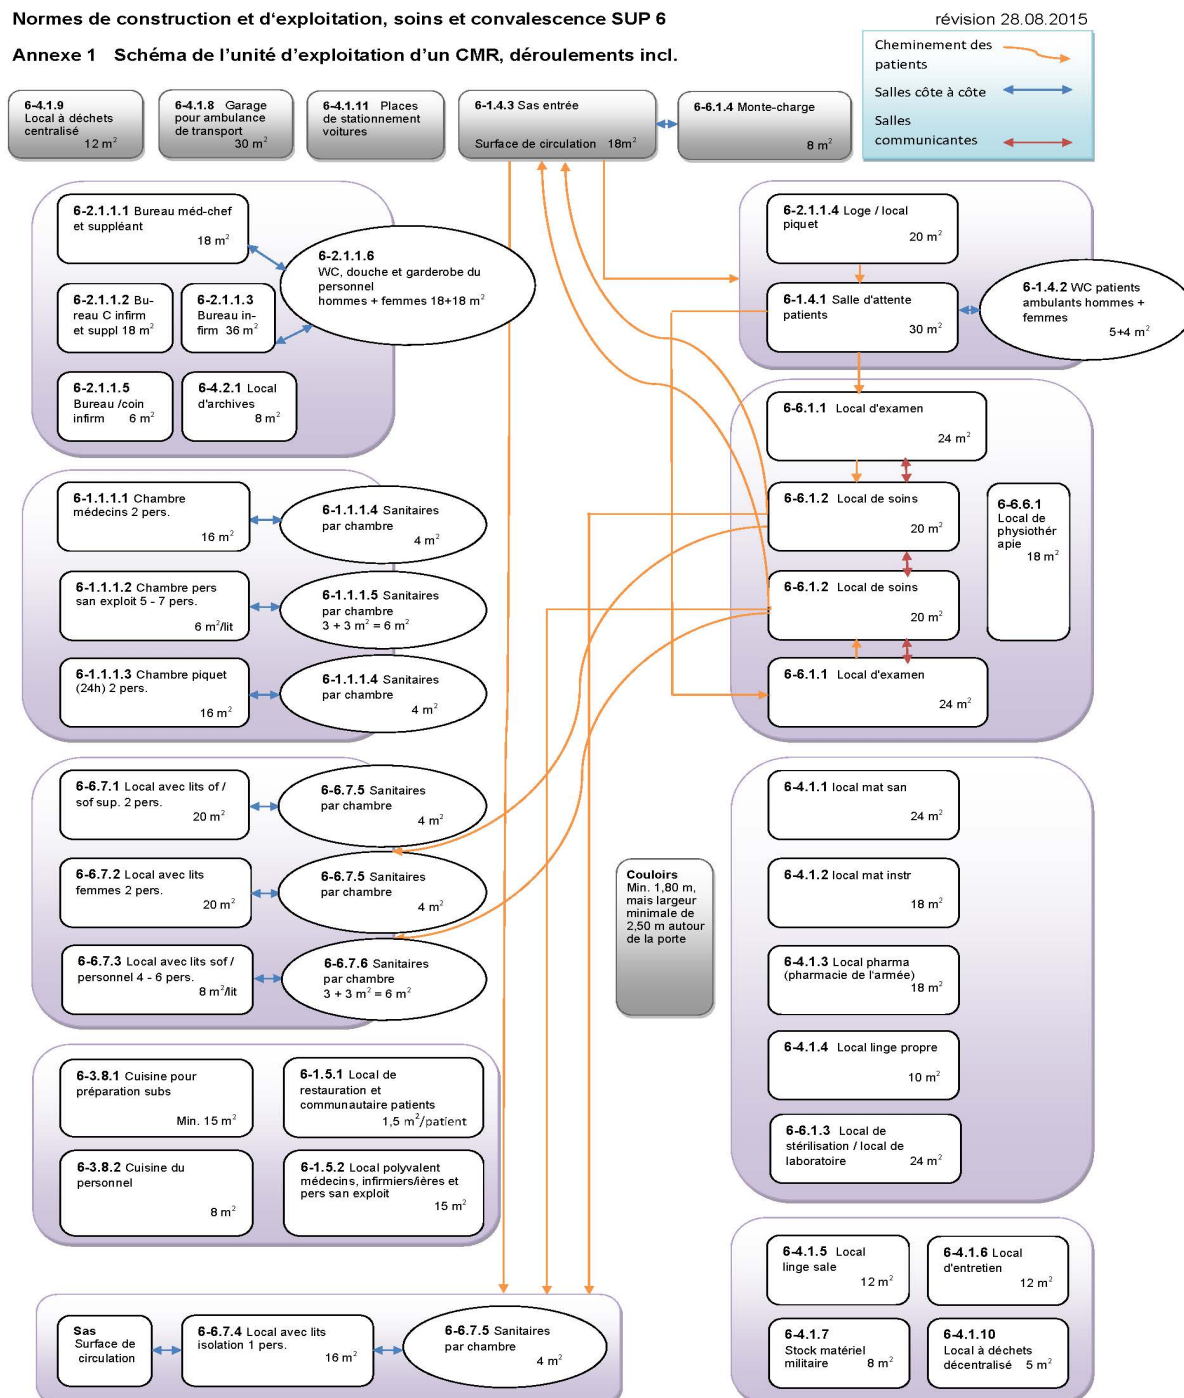 Normes de construction et d'exploitation, soins et convalescence SUP 6
révision 28.08.2015
Annexe 1 Schéma de l'unité d'exploitation d'un CMR, déroulements incl.
Cheminement des
patients
Salles côte à côte
Salles
communicantes
6-4.1.9
Local à déchets
centralisé
12 m²
6-4.1.8 Garage
pour ambulance
de transport
30 m²
6-4.1.11 Places
de stationnement
voitures
6-1.4.3 Sas entrée
Surface de circulation 18m²
6-6.1.4 Monte-charge
8 m²
6-2.1.1.1 Bureau méd-chef
et suppléant
18 m²
6-2.1.1.6
WC, douche et garderobe du
personnel
hommes + femmes 18+18 m²
6-2.1.1.2 Bu-
reau C infirm
et suppl 18 m²
6-2.1.1.3
Bureau in-
firm 36 m²
6-2.1.1.5
Bureau /coin
infirm 6 m²
6-4.2.1 Local
d'archives
8 m²
6-2.1.1.4 Loge / local
piquet
20 m²
6-1.4.1 Salle d'attente
patients
30 m²
6-1.4.2 WC patients
ambulants hommes +
femmes
5+4 m²
6-6.1.1 Local d'examen
24 m²
6-6.1.2 Local de soins
20 m²
6-6.1.2 Local de soins
20 m²
6-6.1.1 Local d'examen
24 m²
6-6.6.1
Local de
physiothér
apie
18 m²
6-1.1.1.1 Chambre
médecins 2 pers.
16 m²
6-1.1.1.4 Sanitaires
par chambre
4 m²
6-1.1.1.2 Chambre pers
san exploit 5 - 7 pers.
6 m²/lit
6-1.1.1.5 Sanitaires
par chambre
3 + 3 m² = 6 m²
6-1.1.1.3 Chambre piquet
(24h) 2 pers.
16 m²
6-1.1.1.4 Sanitaires
par chambre
4 m²
6-6.7.1 Local avec lits of /
sof sup. 2 pers.
20 m²
6-6.7.5 Sanitaires
par chambre
4 m²
6-6.7.2 Local avec lits
femmes 2 pers.
20 m²
6-6.7.5 Sanitaires
par chambre
4 m²
6-6.7.3 Local avec lits sof /
personnel 4 - 6 pers.
8 m²/lit
6-6.7.6 Sanitaires
par chambre
3 + 3 m² = 6 m²
Couloirs
Min. 1,80 m,
mais largeur
minimale de
2,50 m autour
de la porte
6-4.1.1 local mat san
24 m²
6-4.1.2 local mat instr
18 m²
6-4.1.3 Local pharma
(pharmacie de l'armée)
18 m²
6-4.1.4 Local linge propre
10 m²
6-6.1.3 Local de
stérilisation / local de
laboratoire 24 m²
6-3.8.1 Cuisine pour
préparation subs
Min. 15 m²
6-1.5.1 Local de
restauration et
communautaire patients
1,5 m²/patient
6-3.8.2 Cuisine du
personnel
8 m²
6-1.5.2 Local polyvalent
médecins, infirmiers/ières et
pers san exploit
15 m²
6-4.1.5 Local
linge sale
12 m²
6-4.1.6 Local
d'entretien
12 m²
6-4.1.7
Stock matériel
militaire 8 m²
6-4.1.10
Local à déchets
décentralisé 5 m²
Sas
Surface de
circulation
6-6.7.4 Local avec lits
isolation 1 pers.
16 m²
6-6.7.5 Sanitaires
par chambre
4 m²